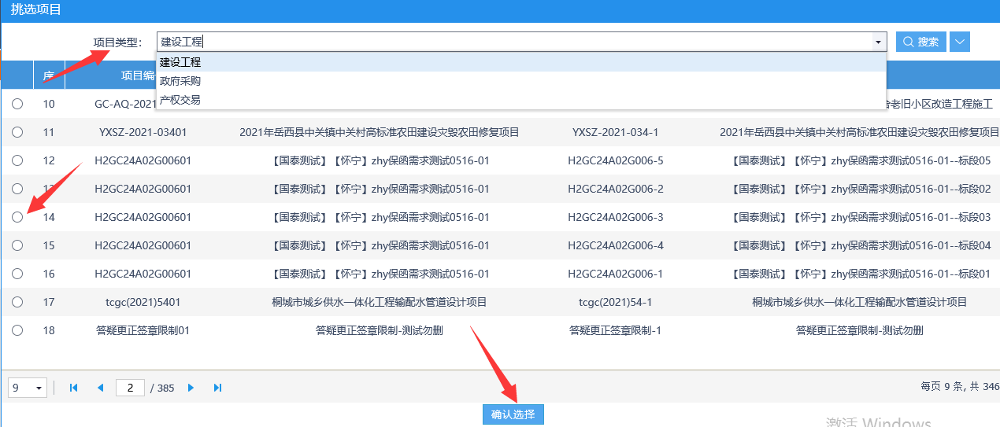 挑选项目
项目类型： 建设工程 搜索
建设工程
政府采购
产权交易
序 项目编
10 GC-AQ-2021 老旧小区改造工程施工
11 YXSZ-2021-03401 2021年岳西县中关镇中关村高标准农田建设灾毁农田修复项目 YXSZ-2021-034-1 2021年岳西县中关镇中关村高标准农田建设灾毁农田修复项目
12 H2GC24A02G00601 【国泰测试】【怀宁】zhy保函需求测试0516-01 H2GC24A02G006-5 【国泰测试】【怀宁】zhy保函需求测试0516-01--标段05
13 H2GC24A02G00601 【国泰测试】【怀宁】zhy保函需求测试0516-01 H2GC24A02G006-2 【国泰测试】【怀宁】zhy保函需求测试0516-01--标段02
14 H2GC24A02G00601 【国泰测试】【怀宁】zhy保函需求测试0516-01 H2GC24A02G006-3 【国泰测试】【怀宁】zhy保函需求测试0516-01--标段03
15 H2GC24A02G00601 【国泰测试】【怀宁】zhy保函需求测试0516-01 H2GC24A02G006-4 【国泰测试】【怀宁】zhy保函需求测试0516-01--标段04
16 H2GC24A02G00601 【国泰测试】【怀宁】zhy保函需求测试0516-01 H2GC24A02G006-1 【国泰测试】【怀宁】zhy保函需求测试0516-01--标段01
17 tcgc(2021)5401 桐城市城乡供水一体化工程输配水管道设计项目 tcgc(2021)54-1 桐城市城乡供水一体化工程输配水管道设计项目
18 答疑更正签章限制01 答疑更正签章限制-测试勿删 答疑更正签章限制-1 答疑更正签章限制-测试勿删
9 2 / 385 每页 9 条, 共 346
确认选择
激活 Windows